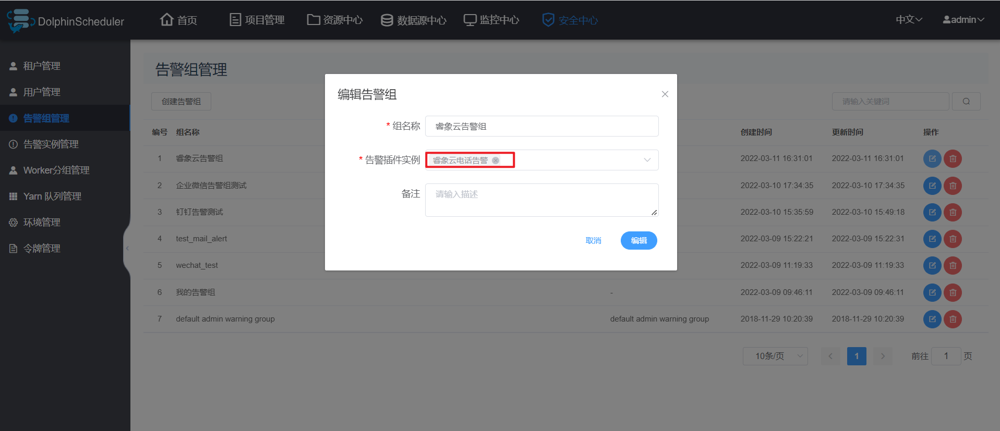 DolphinScheduler
首页
项目管理
资源中心
数据源中心
监控中心
安全中心
中文
admin
租户管理
用户管理
告警组管理
告警实例管理
Worker分组管理
Yarn 队列管理
环境管理
令牌管理
告警组管理
创建告警组
请输入关键词
编号 组名称 创建时间 更新时间 操作
1 睿象云告警组 2022-03-11 16:31:01 2022-03-11 16:31:01
2 企业微信告警组测试 2022-03-10 17:34:35 2022-03-10 17:34:35
3 钉钉告警测试 2022-03-10 15:35:59 2022-03-10 15:49:18
4 test_mail_alert 2022-03-09 15:22:21 2022-03-09 15:22:31
5 wechat_test 2022-03-09 11:19:33 2022-03-09 11:19:33
6 我的告警组 - 2022-03-09 09:46:11 2022-03-09 09:46:11
7 default admin warning group default admin warning group 2018-11-29 10:20:39 2018-11-29 10:20:39
10条/页 1 前往 1 页
编辑告警组
* 组名称 睿象云告警组
* 告警插件实例 睿象云电话告警
备注 请输入描述
取消 编辑